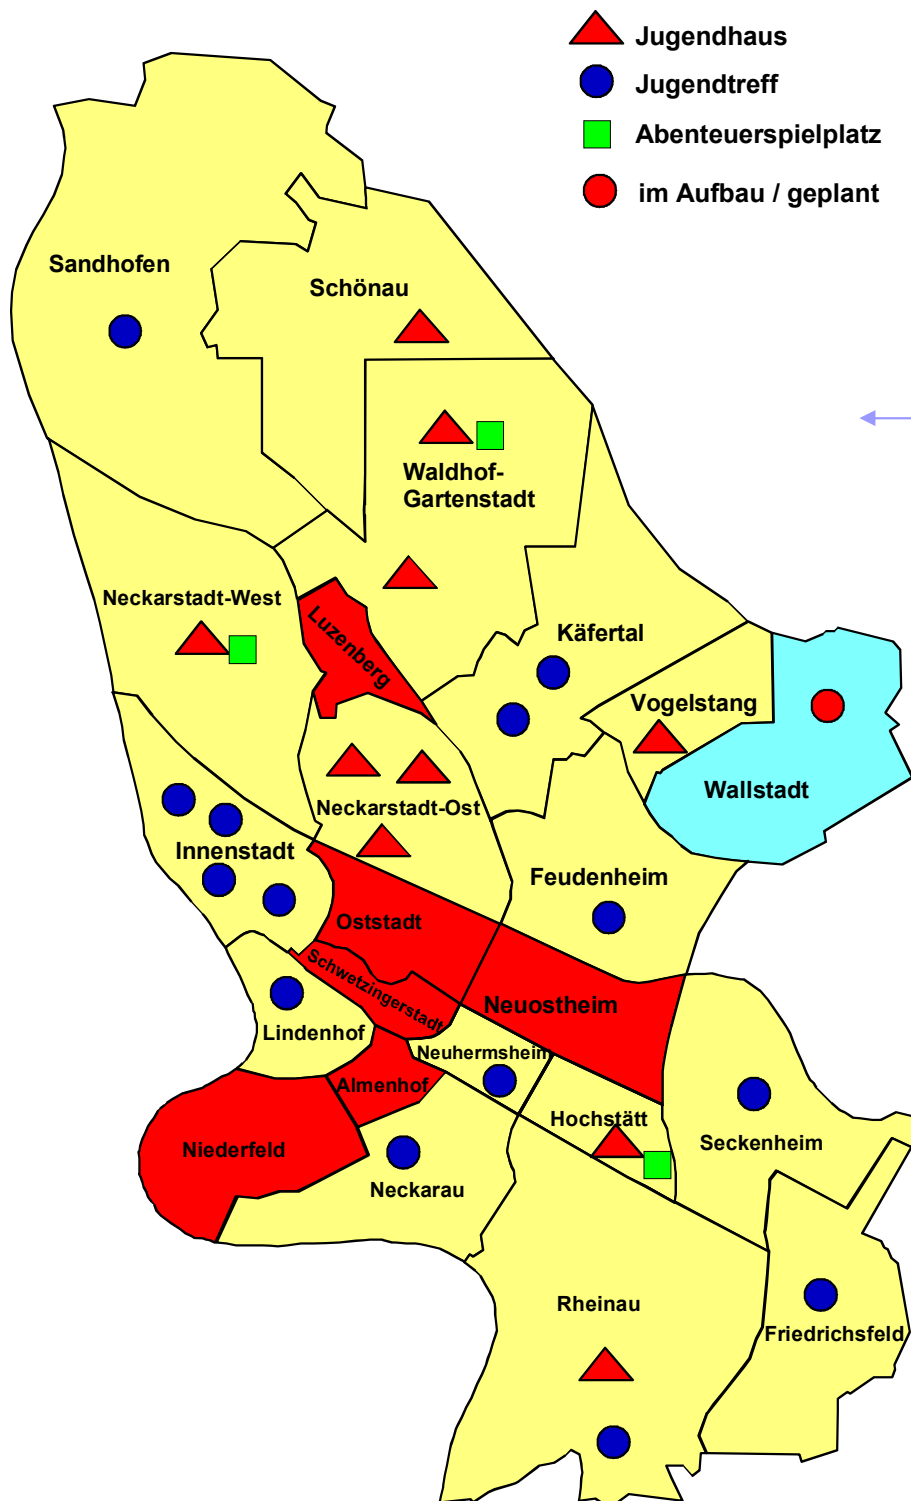 Jugendhaus
Jugendtreff
Abenteuerspielplatz
im Aufbau / geplant
Sandhofen
Schönau
Waldhof-
Gartenstadt
Neckarstadt-West
Luzenberg
Käfertal
Vogelstang
Wallstadt
Neckarstadt-Ost
Innenstadt
Feudenheim
Oststadt
Schwetzingerstadt
Neuostheim
Lindenhof
Neuhermsheim
Almenhof
Hochstätt
Seckenheim
Niederfeld
Neckarau
Rheinau
Friedrichsfeld